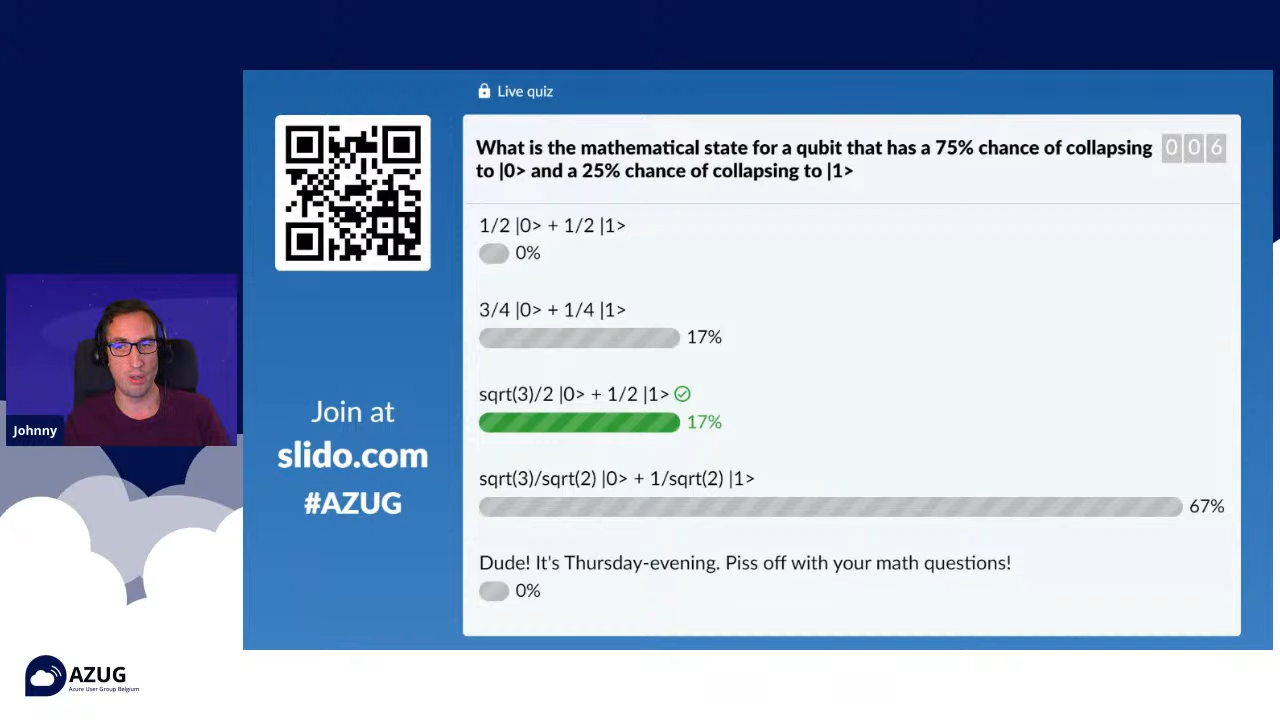 Live quiz
What is the mathematical state for a qubit that has a 75% chance of collapsing
to |0> and a 25% chance of collapsing to |1>
006
1/2 |0> + 1/2 |1>
0%
3/4 |0> + 1/4 |1>
17%
sqrt(3)/2 |0> + 1/2 |1>
17%
sqrt(3)/sqrt(2) |0> + 1/sqrt(2) |1>
67%
Dude! It's Thursday-evening. Piss off with your math questions!
0%
Join at
slido.com
#AZUG
Johnny
AZUG
Azure User Group Belgium